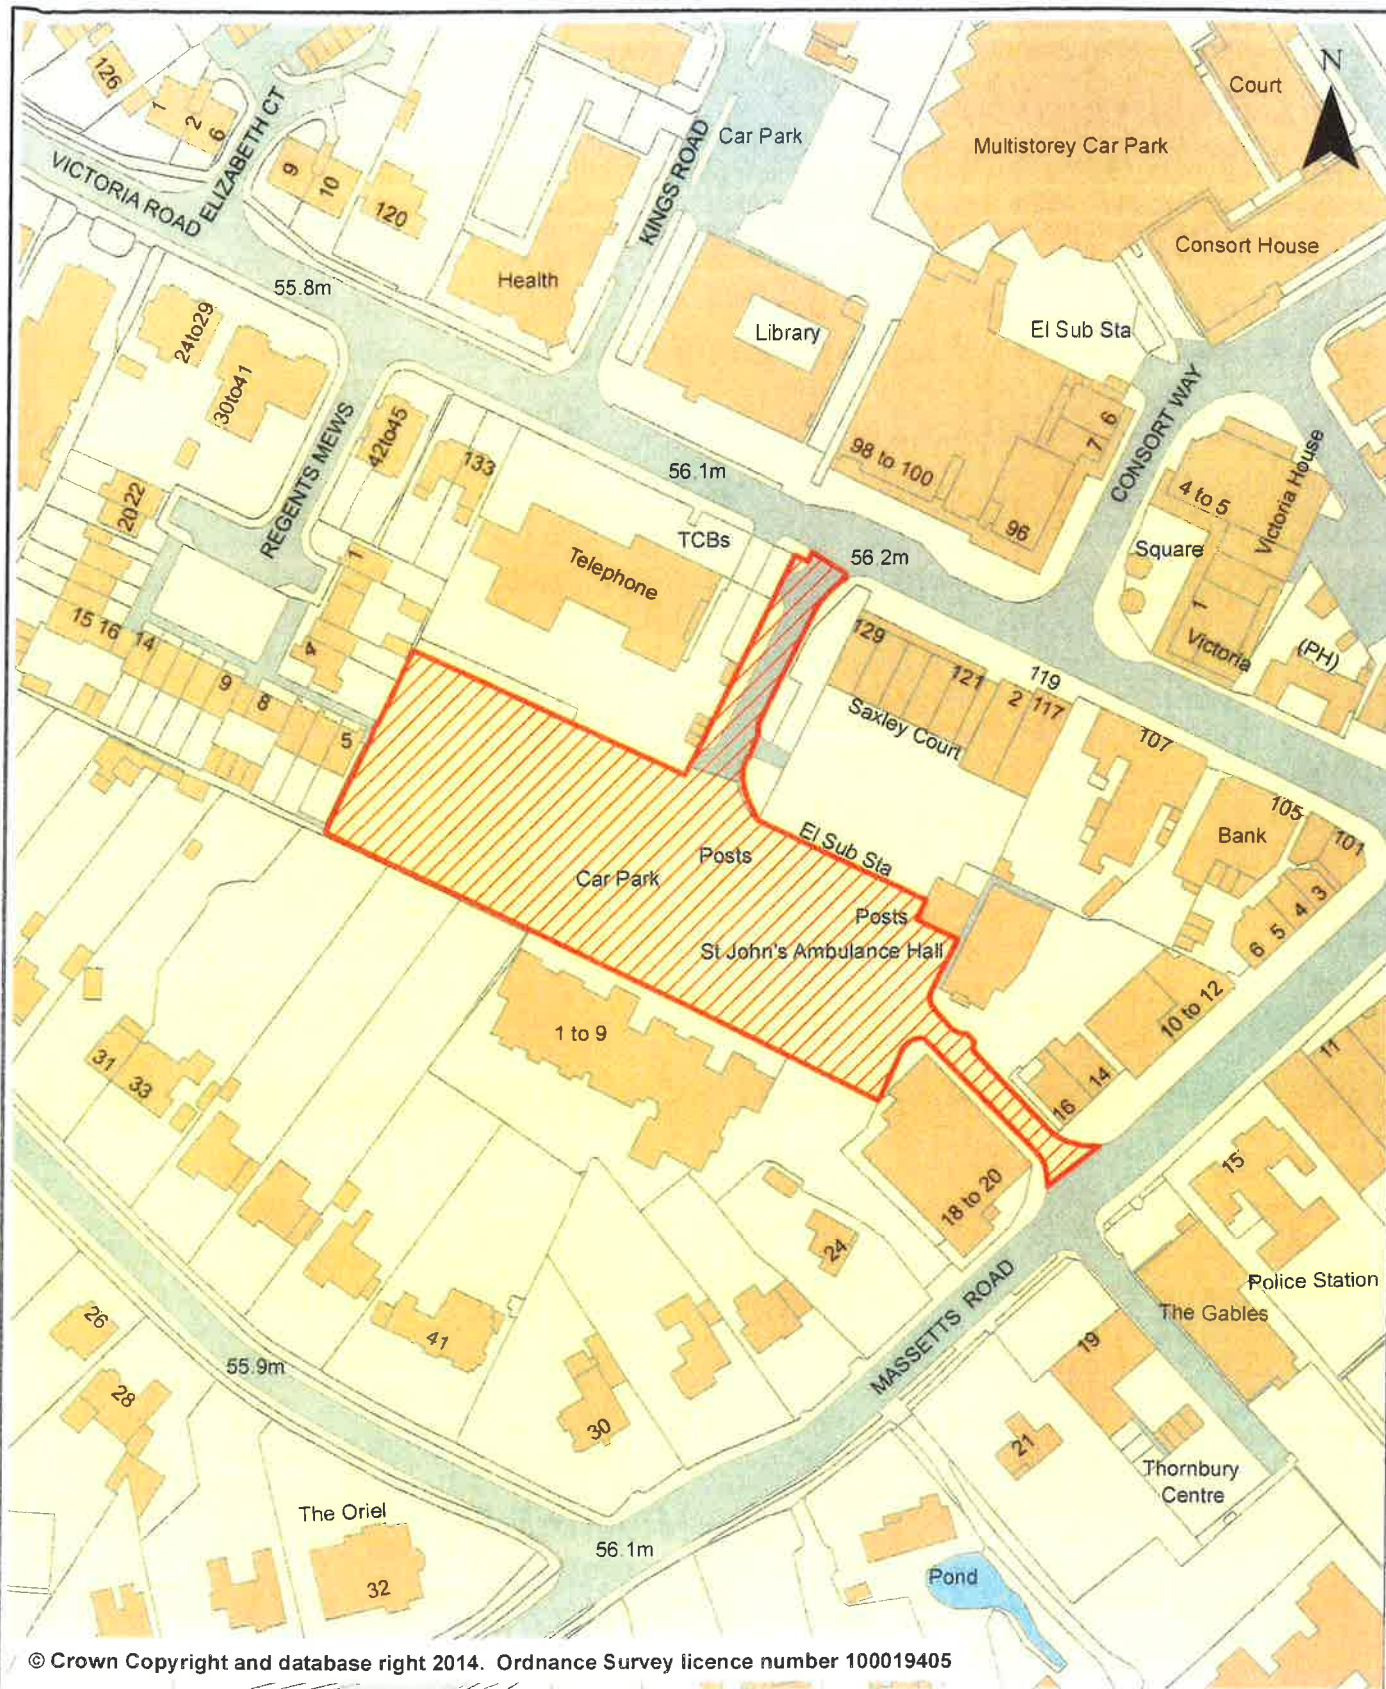 N
Court
126
1
2
6
Car Park
Multistorey Car Park
ELIZABETH CT
KINGS ROAD
VICTORIA ROAD
9
10
120
Consort House
Health
55.8m
Library
El Sub Sta
24to29
30to41
CONSORT WAY
REGENTS MEWS
42to45
133
56.1m
98 to 100
6
7
4 to 5
Victoria House
96
2022
TCBs
Telephone
56.2m
Square
1
1
Victoria
(PH)
15 16
14
4
129
121
119
2
117
9
8
5
Saxley Court
107
105
101
Bank
El Sub Sta
Posts
Car Park
Posts
St John's Ambulance Hall
3
4
5
6
10 to 12
1 to 9
31
33
11
14
16
15
18 to 20
24
Police Station
The Gables
MASSETTS ROAD
26
41
19
55.9m
28
30
21
Thornbury
Centre
The Oriel
56.1m
32
Pond
© Crown Copyright and database right 2014. Ordnance Survey licence number 100019405